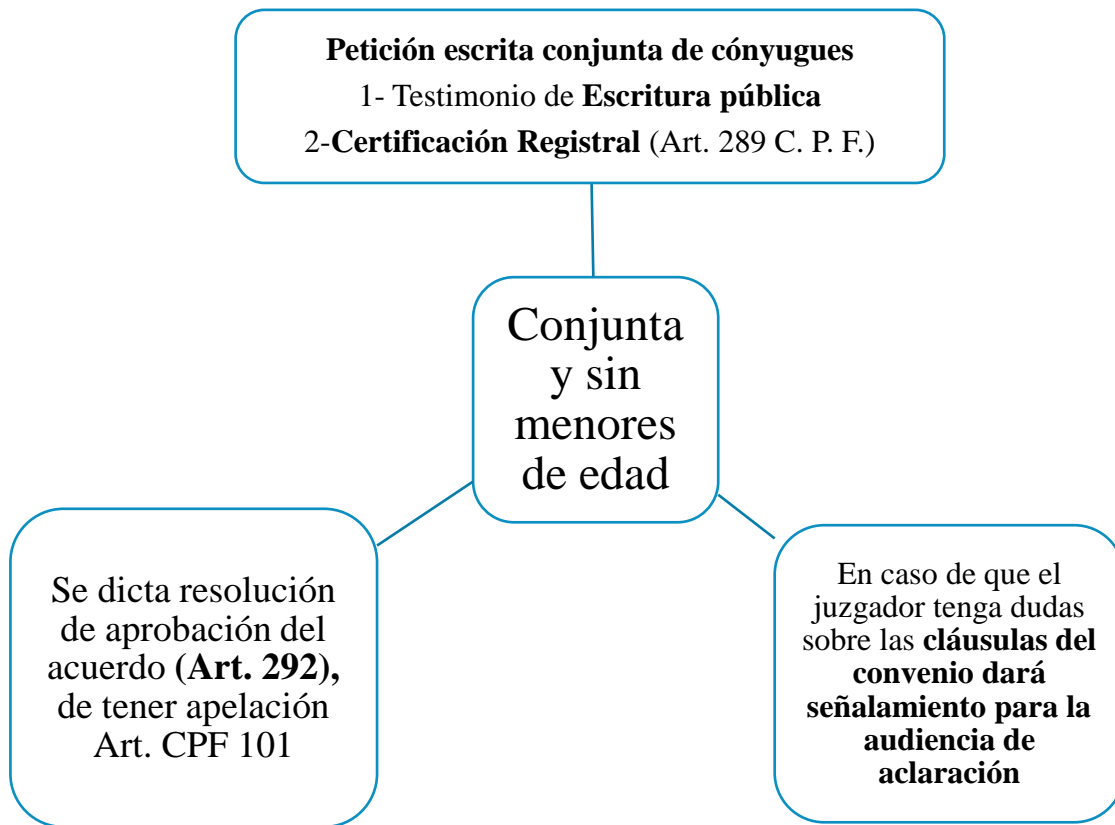 Petición escrita conjunta de cónyugues
1- Testimonio de Escritura pública
2-Certificación Registral (Art. 289 C. P. F.)
Conjunta
y sin
menores
de edad
Se dicta resolución
de aprobación del
acuerdo (Art. 292),
de tener apelación
Art. CPF 101
En caso de que el
juzgador tenga dudas
sobre las cláusulas del
convenio dará
señalamiento para la
audiencia de
aclaración